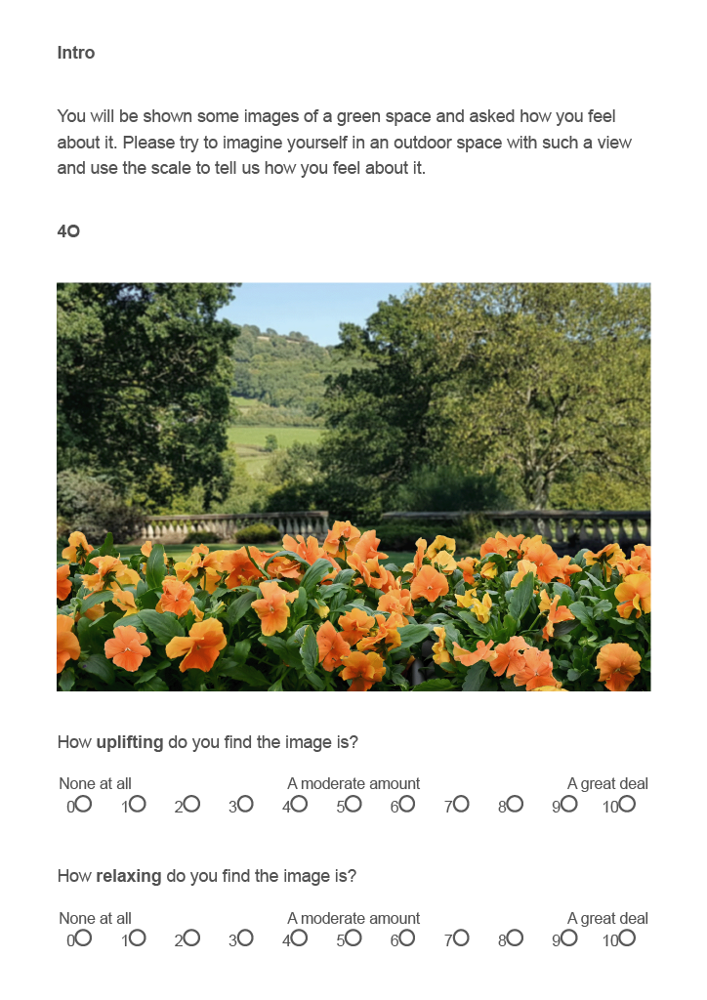 Intro
You will be shown some images of a green space and asked how you feel
about it. Please try to imagine yourself in an outdoor space with such a view
and use the scale to tell us how you feel about it.
4O
How uplifting do you find the image is?
None at all A moderate amount A great deal
0 1 2 3 4 5 6 7 8 9 10
How relaxing do you find the image is?
None at all A moderate amount A great deal
0 1 2 3 4 5 6 7 8 9 10